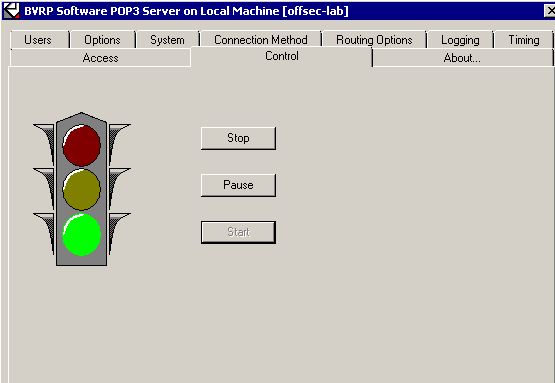 BVRP Software POP3 Server on Local Machine [offsec-lab]
Users Options System Connection Method Routing Options Logging Timing
Access Control About...
Stop
Pause
Start